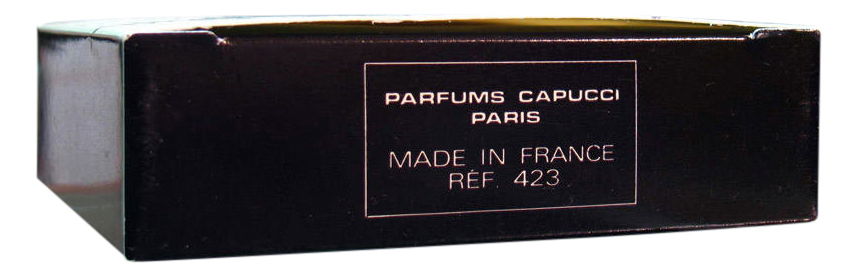 PARFUMS CAPUCCI
PARIS
MADE IN FRANCE
RÉF. 423